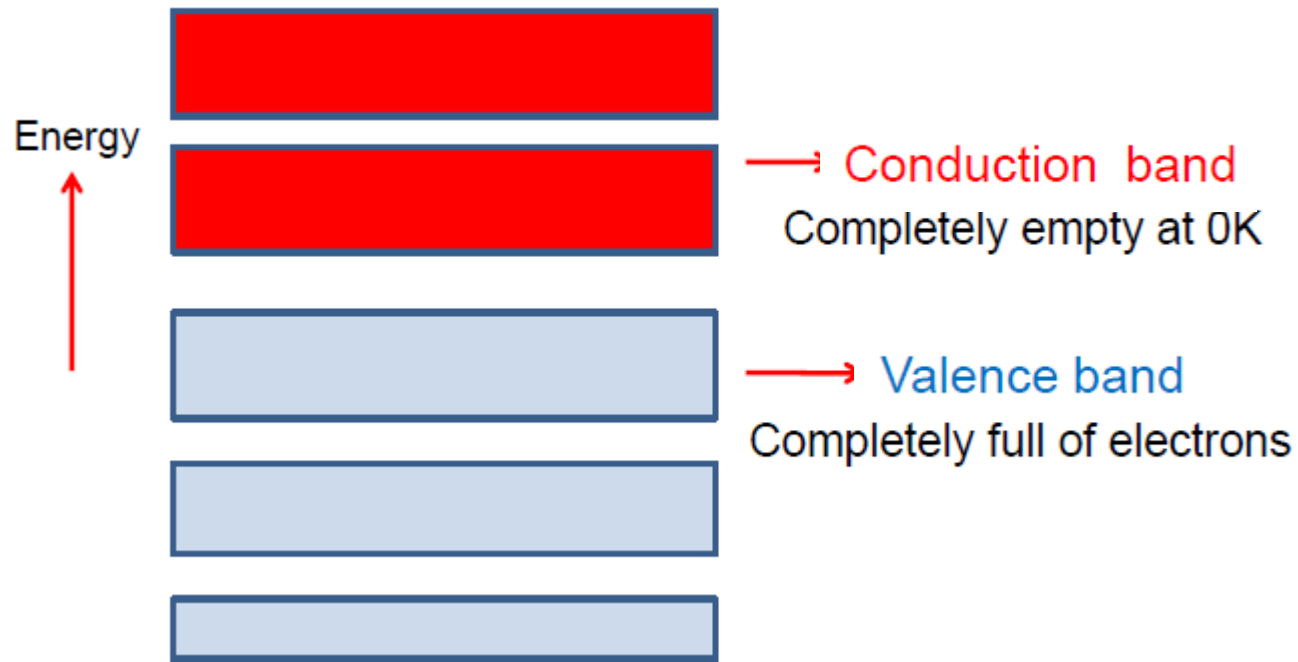 Energy
Conduction band
Completely empty at 0K
Valence band
Completely full of electrons